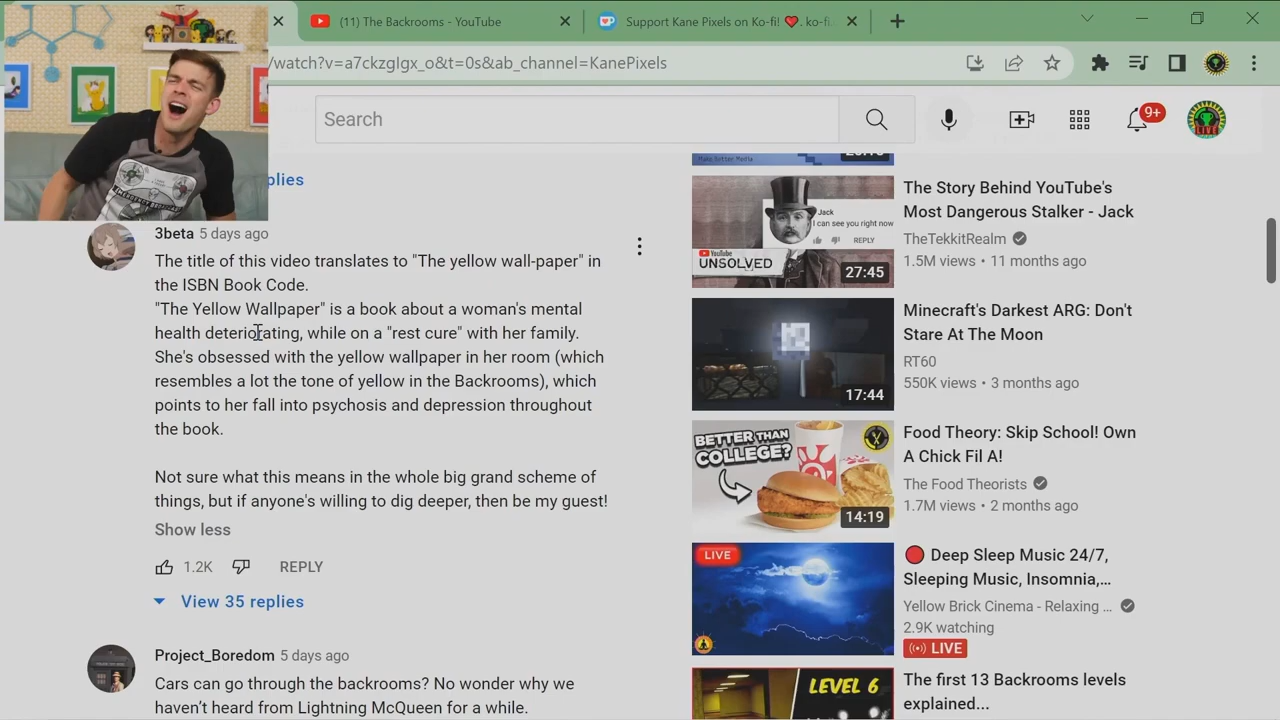 (11) The Backrooms - YouTube
Support Kane Pixels on Ko-fi! ❤️. ko-fi
/watch?v=a7ckzgIgx_o&t=0s&ab_channel=KanePixels
Search
9+
LIVE
plies
3beta 5 days ago
The title of this video translates to "The yellow wall-paper" in
the ISBN Book Code.
"The Yellow Wallpaper" is a book about a woman's mental
health deteriorating, while on a "rest cure" with her family.
She's obsessed with the yellow wallpaper in her room (which
resembles a lot the tone of yellow in the Backrooms), which
points to her fall into psychosis and depression throughout
the book.
Not sure what this means in the whole big grand scheme of
things, but if anyone's willing to dig deeper, then be my guest!
Show less
1.2K REPLY
View 35 replies
Project_Boredom 5 days ago
Cars can go through the backrooms? No wonder why we
haven't heard from Lightning McQueen for a while.
Make Better Media
Jack
I can see you right now
REPLY
YouTube
UNSOLVED
27:45
The Story Behind YouTube's
Most Dangerous Stalker - Jack
TheTekkitRealm
1.5M views • 11 months ago
17:44
Minecraft's Darkest ARG: Don't
Stare At The Moon
RT60
550K views • 3 months ago
BETTER THAN
COLLEGE?
14:19
Food Theory: Skip School! Own
A Chick Fil A!
The Food Theorists
1.7M views • 2 months ago
LIVE
🔴 Deep Sleep Music 24/7,
Sleeping Music, Insomnia,...
Yellow Brick Cinema - Relaxing ...
2.9K watching
LIVE
LEVEL 6
The first 13 Backrooms levels
explained...